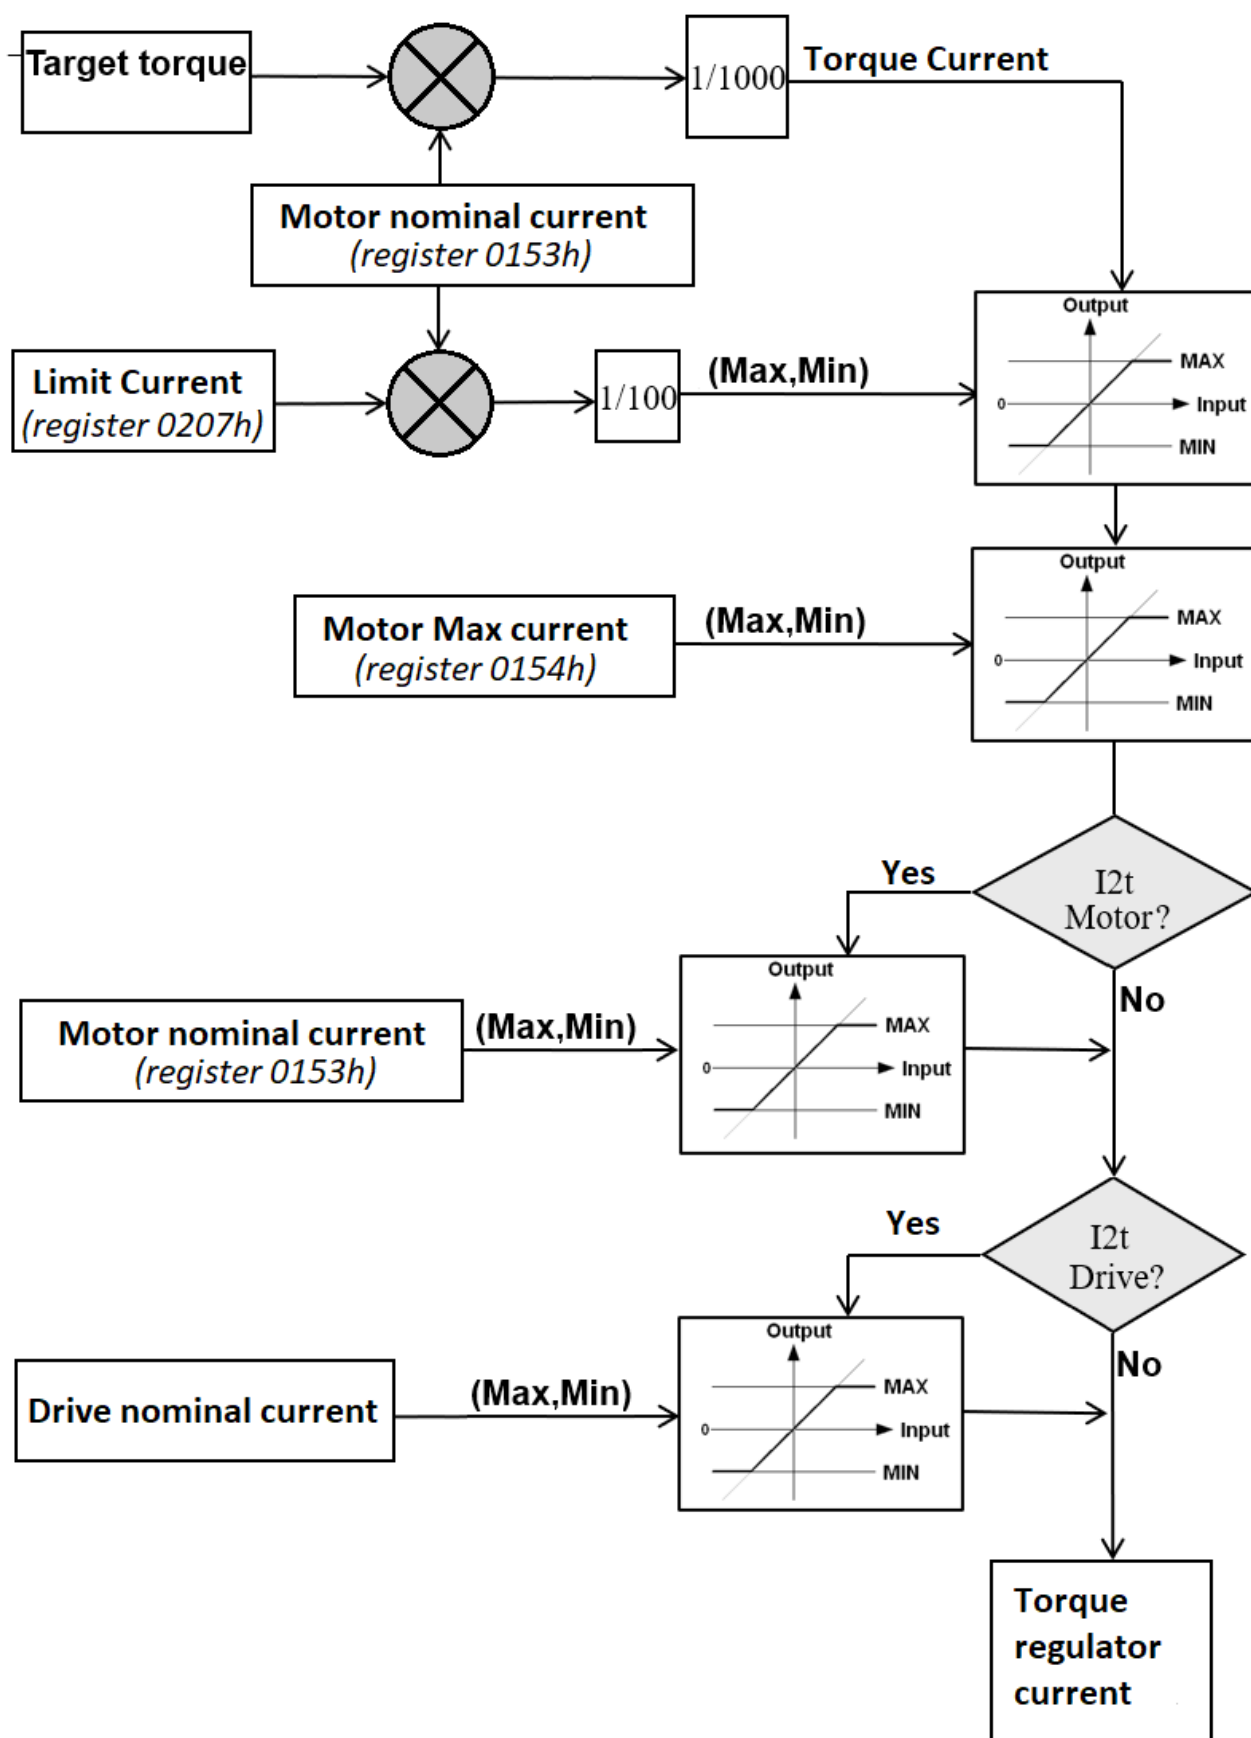 Target torque
1/1000
Torque Current
Motor nominal current
(register 0153h)
Limit Current
(register 0207h)
1/100
(Max,Min)
Output
MAX
0
Input
MIN
Motor Max current
(register 0154h)
(Max,Min)
Output
MAX
0
Input
MIN
I2t
Motor?
Yes
No
Motor nominal current
(register 0153h)
(Max,Min)
Output
MAX
0
Input
MIN
I2t
Drive?
Yes
No
Drive nominal current
(Max,Min)
Output
MAX
0
Input
MIN
Torque
regulator
current